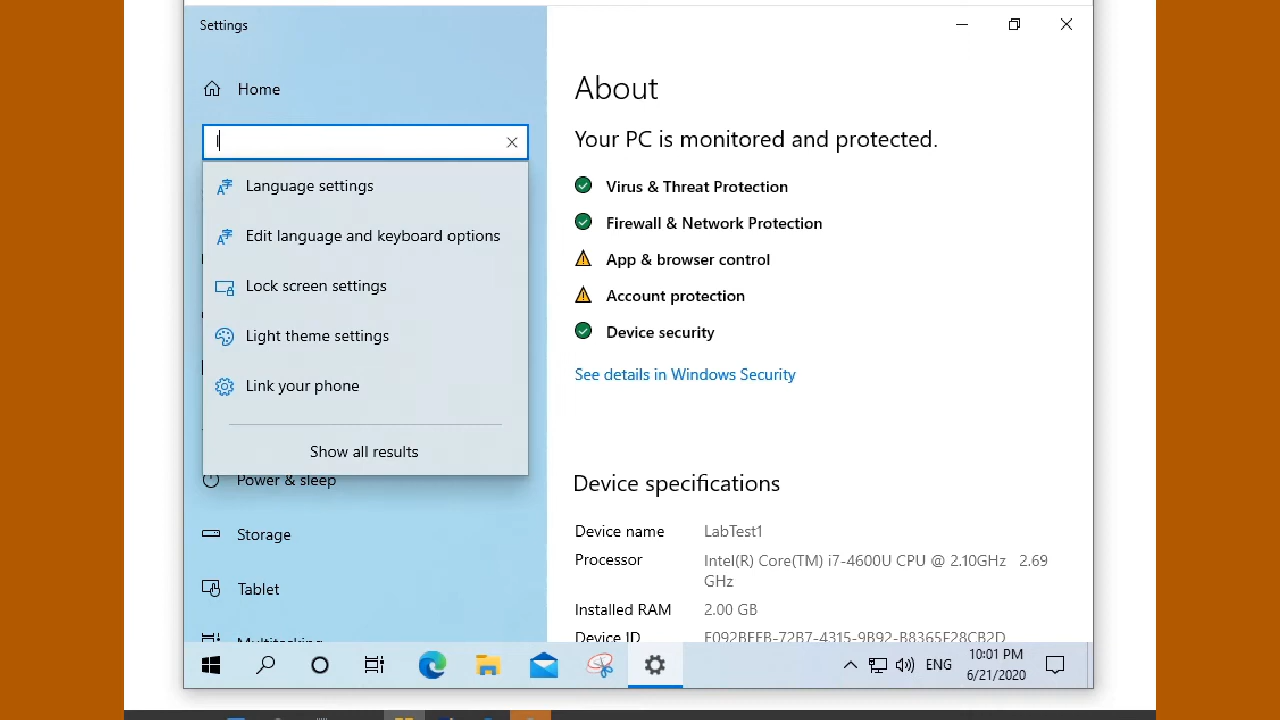 Settings
Home
l
Language settings
Edit language and keyboard options
Lock screen settings
Light theme settings
Link your phone
Show all results
Power & sleep
Storage
Tablet
Multitasking
About
Your PC is monitored and protected.
Virus & Threat Protection
Firewall & Network Protection
App & browser control
Account protection
Device security
See details in Windows Security
Device specifications
Device name LabTest1
Processor Intel(R) Core(TM) i7-4600U CPU @ 2.10GHz 2.69
GHz
Installed RAM 2.00 GB
Device ID
ENG
10:01 PM
6/21/2020